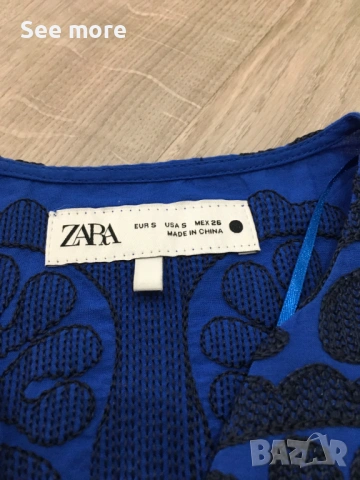 See more
ZARA
EUR S USA S MEX 26
MADE IN CHINA
BAZAR